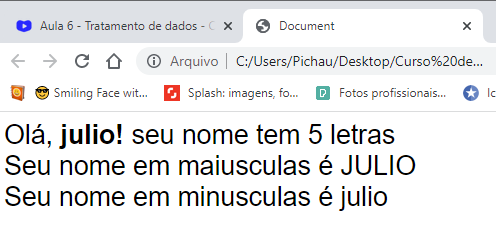 Aula 6 - Tratamento de dados - C
Document
Arquivo | C:/Users/Pichau/Desktop/Curso%20de...
Smiling Face wit... Splash: imagens, fo... Fotos profissionais... Ic
Olá, julio! seu nome tem 5 letras
Seu nome em maiusculas é JULIO
Seu nome em minusculas é julio